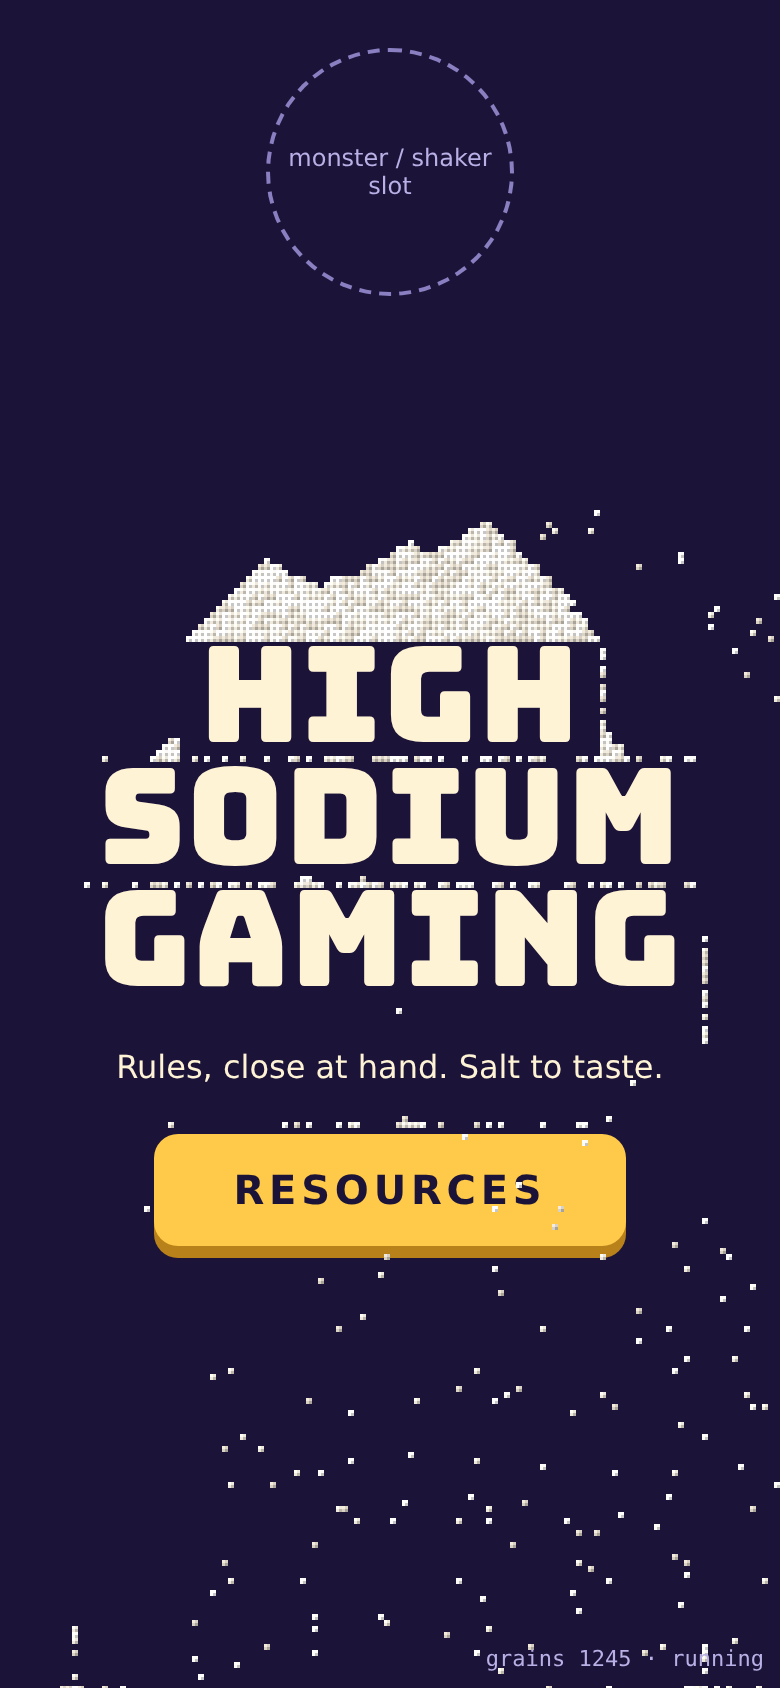 monster / shaker
slot
HIGH
SODIUM
GAMING
Rules, close at hand. Salt to taste.
RESOURCES
grains 1245 · running